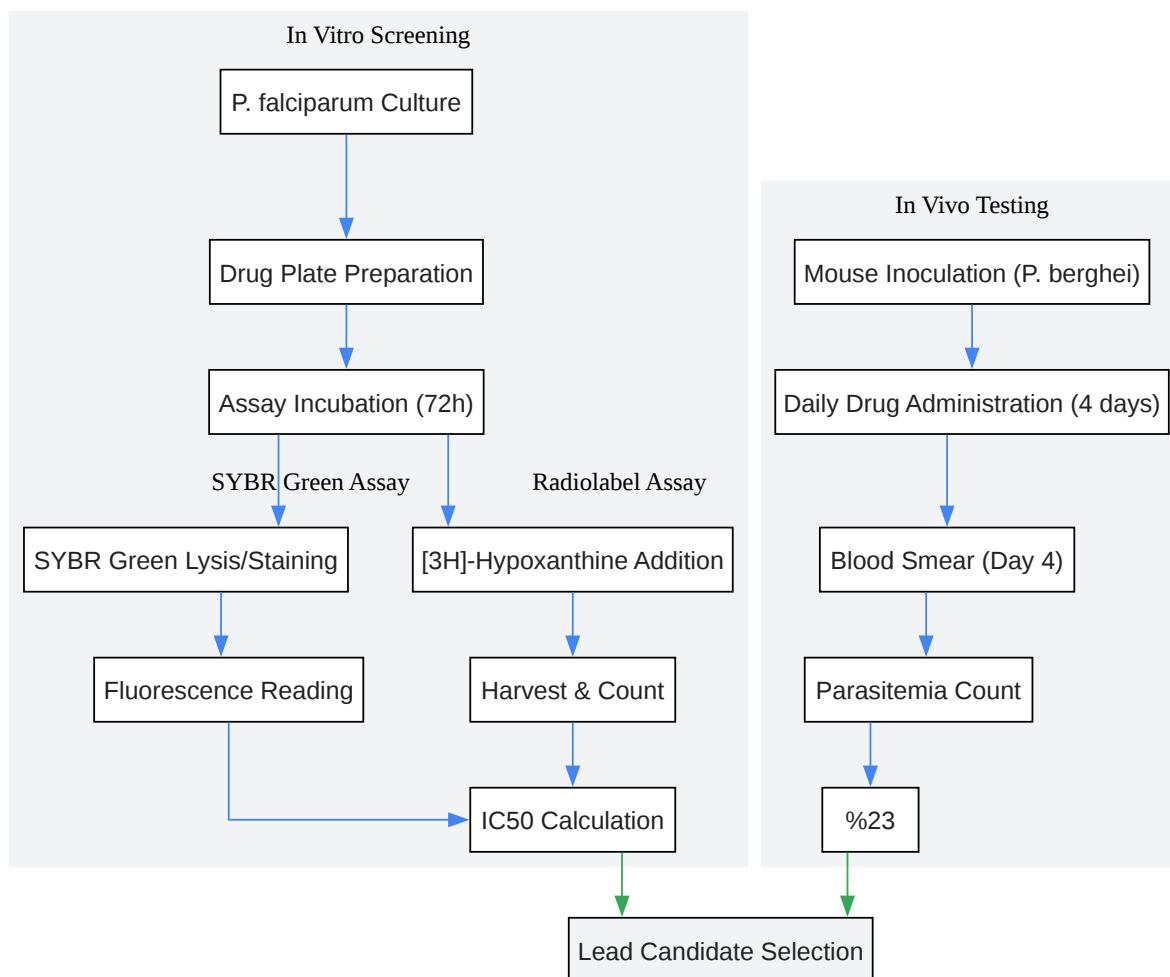 In Vitro Screening
P. falciparum Culture
Drug Plate Preparation
Assay Incubation (72h)
SYBR Green Assay
Radiolabel Assay
SYBR Green Lysis/Staining
[3H]-Hypoxanthine Addition
Fluorescence Reading
Harvest & Count
IC50 Calculation
In Vivo Testing
Mouse Inoculation (P. berghei)
Daily Drug Administration (4 days)
Blood Smear (Day 4)
Parasitemia Count
%23
Lead Candidate Selection